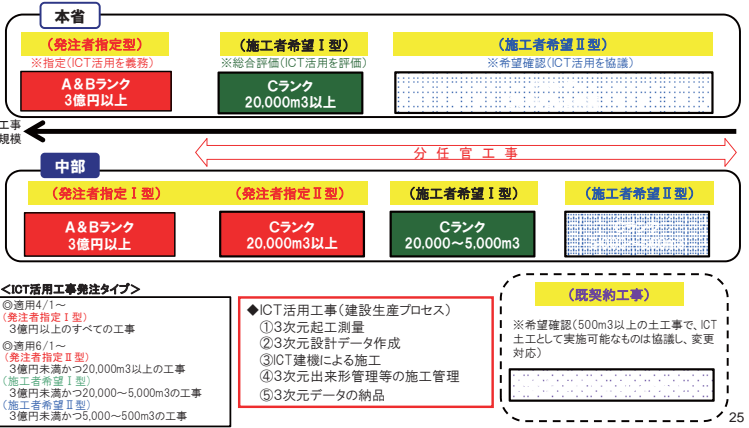 本省
(発注者指定型)
(施工者希望Ⅰ型)
(施工者希望Ⅱ型)
※指定(ICT活用を義務)
※総合評価(ICT活用を評価)
※希望確認(ICT活用を協議)
A&Bランク
3億円以上
Cランク
20,000m3以上
工事
規模
分任官工事
中部
(発注者指定Ⅰ型)
(発注者指定Ⅱ型)
(施工者希望Ⅰ型)
(施工者希望Ⅱ型)
A&Bランク
3億円以上
Cランク
20,000m3以上
Cランク
20,000～5,000m3
<ICT活用工事発注タイプ>
◎適用4/1～
(発注者指定Ⅰ型)
3億円以上のすべての工事
◎適用6/1～
(発注者指定Ⅱ型)
3億円未満かつ20,000m3以上の工事
(施工者希望Ⅰ型)
3億円未満かつ20,000～5,000m3の工事
(施工者希望Ⅱ型)
3億円未満かつ5,000～500m3の工事
◆ICT活用工事(建設生産プロセス)
①3次元起工測量
②3次元設計データ作成
③ICT建機による施工
④3次元出来形管理等の施工管理
⑤3次元データの納品
(既契約工事)
※希望確認(500m3以上の土工事で、ICT
土工として実施可能なものは協議し、変更
対応)
25